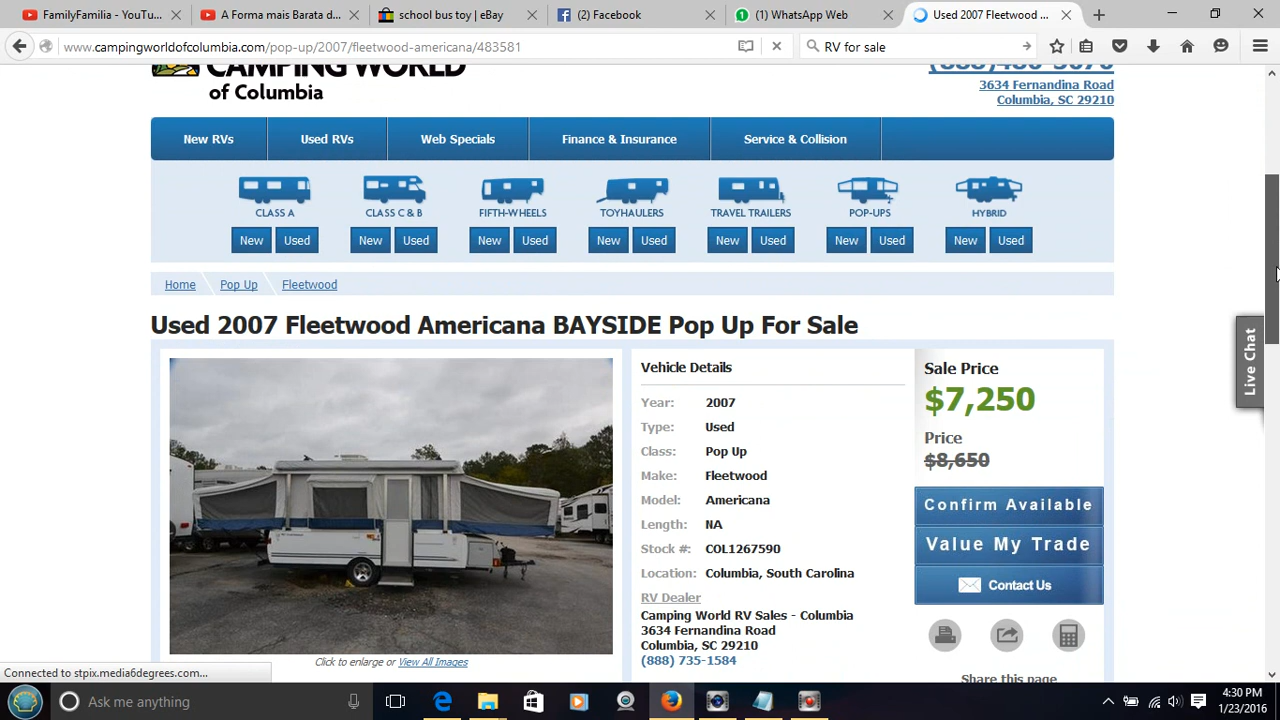 FamilyFamilia - YouTu...
A Forma mais Barata d...
school bus toy | eBay
(2) Facebook
(1) WhatsApp Web
Used 2007 Fleetwood ...
www.campingworldofcolumbia.com/pop-up/2007/fleetwood-americana/483581
RV for sale
CAMPING WORLD
of Columbia
3634 Fernandina Road
Columbia, SC 29210
New RVs
Used RVs
Web Specials
Finance & Insurance
Service & Collision
CLASS A
CLASS C & B
FIFTH-WHEELS
TOYHAULERS
TRAVEL TRAILERS
POP-UPS
HYBRID
New Used
New Used
New Used
New Used
New Used
New Used
New Used
Home
Pop Up
Fleetwood
Used 2007 Fleetwood Americana BAYSIDE Pop Up For Sale
Vehicle Details
Year: 2007
Type: Used
Class: Pop Up
Make: Fleetwood
Model: Americana
Length: NA
Stock #: COL1267590
Location: Columbia, South Carolina
RV Dealer
Camping World RV Sales - Columbia
3634 Fernandina Road
Columbia, SC 29210
(888) 735-1584
Sale Price
$7,250
Price
$8,650
Confirm Available
Value My Trade
Contact Us
Share this page
Live Chat
Click to enlarge or View All Images
Connected to stpix.media6degrees.com...
Ask me anything
4:30 PM
1/23/2016